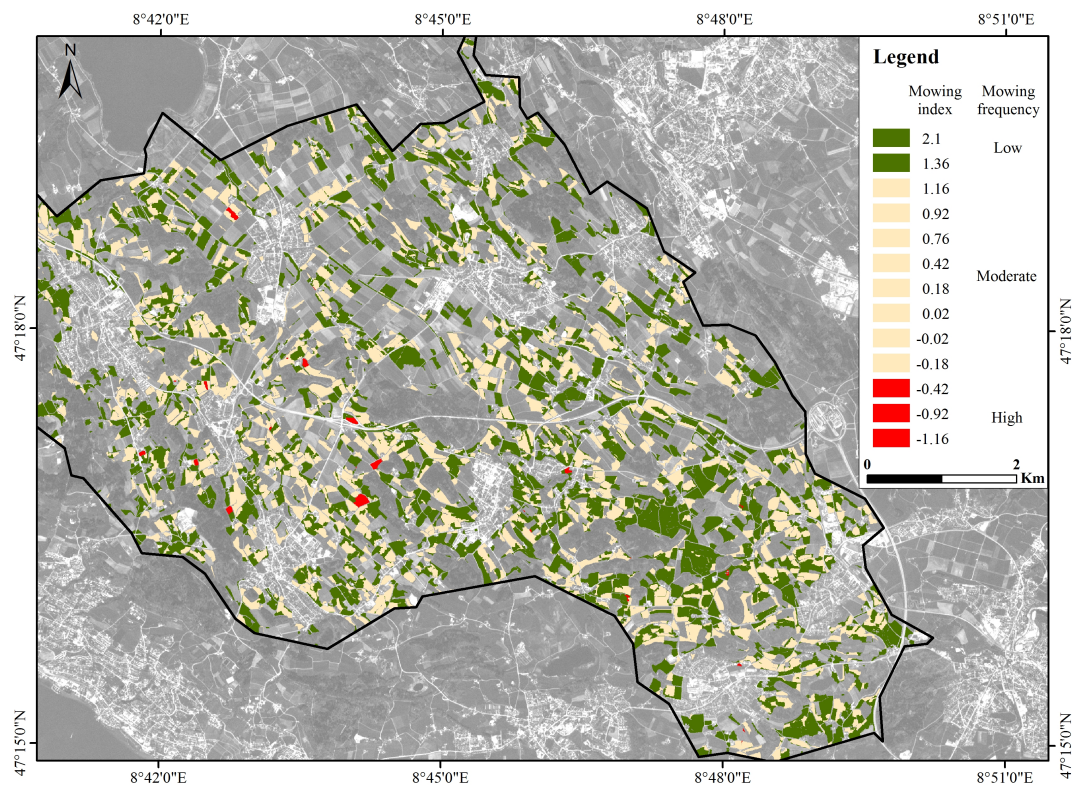 8°42'0"E 8°45'0"E 8°48'0"E 8°51'0"E
N
Legend
Mowing index
Mowing frequency
2.1
Low
1.36
1.16
0.92
0.76
0.42
Moderate
0.18
0.02
-0.02
-0.18
-0.42
-0.92
High
-1.16
0 2
Km
47°18'0"N
47°18'0"N
47°15'0"N
47°15'0"N
8°42'0"E 8°45'0"E 8°48'0"E 8°51'0"E